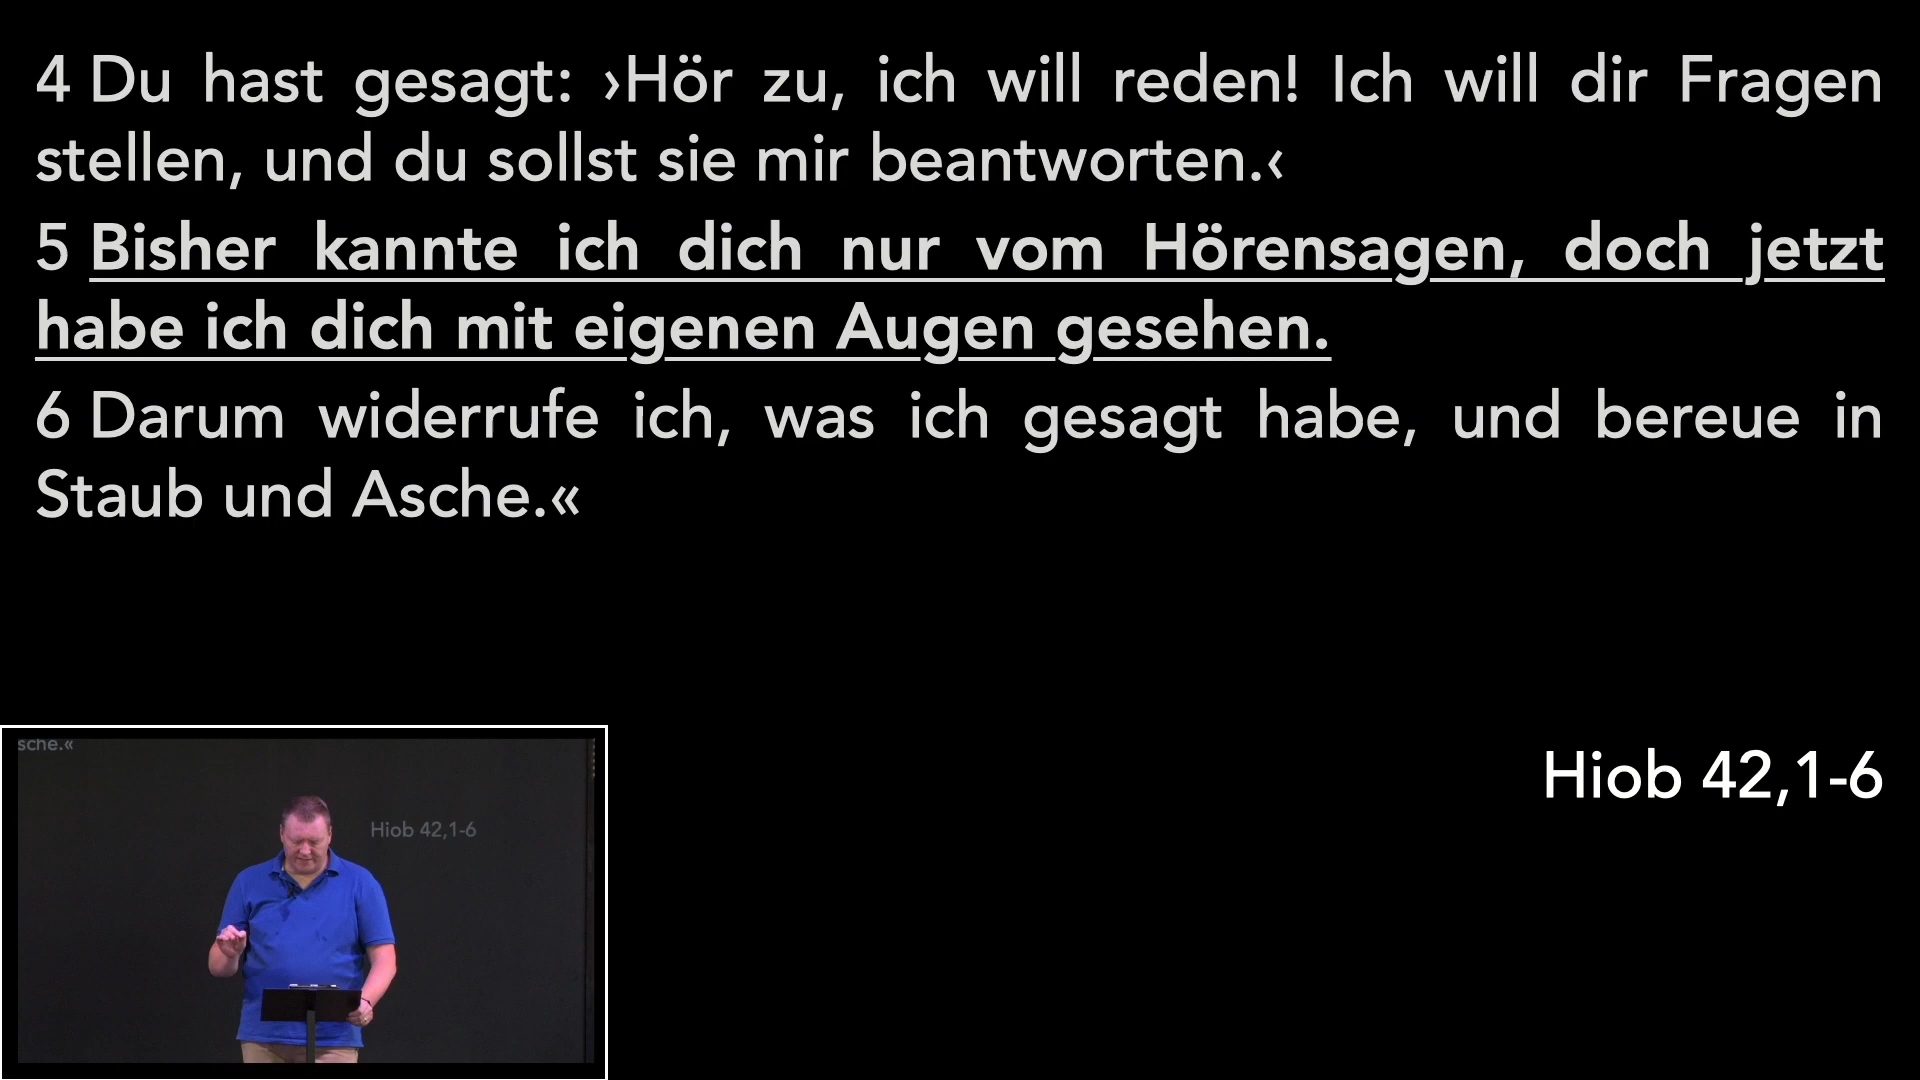 4 Du hast gesagt: ›Hör zu, ich will reden! Ich will dir Fragen
stellen, und du sollst sie mir beantworten.‹
5 Bisher kannte ich dich nur vom Hörensagen, doch jetzt
habe ich dich mit eigenen Augen gesehen.
6 Darum widerrufe ich, was ich gesagt habe, und bereue in
Staub und Asche.«
Hiob 42,1-6
sche.«
Hiob 42,1-6